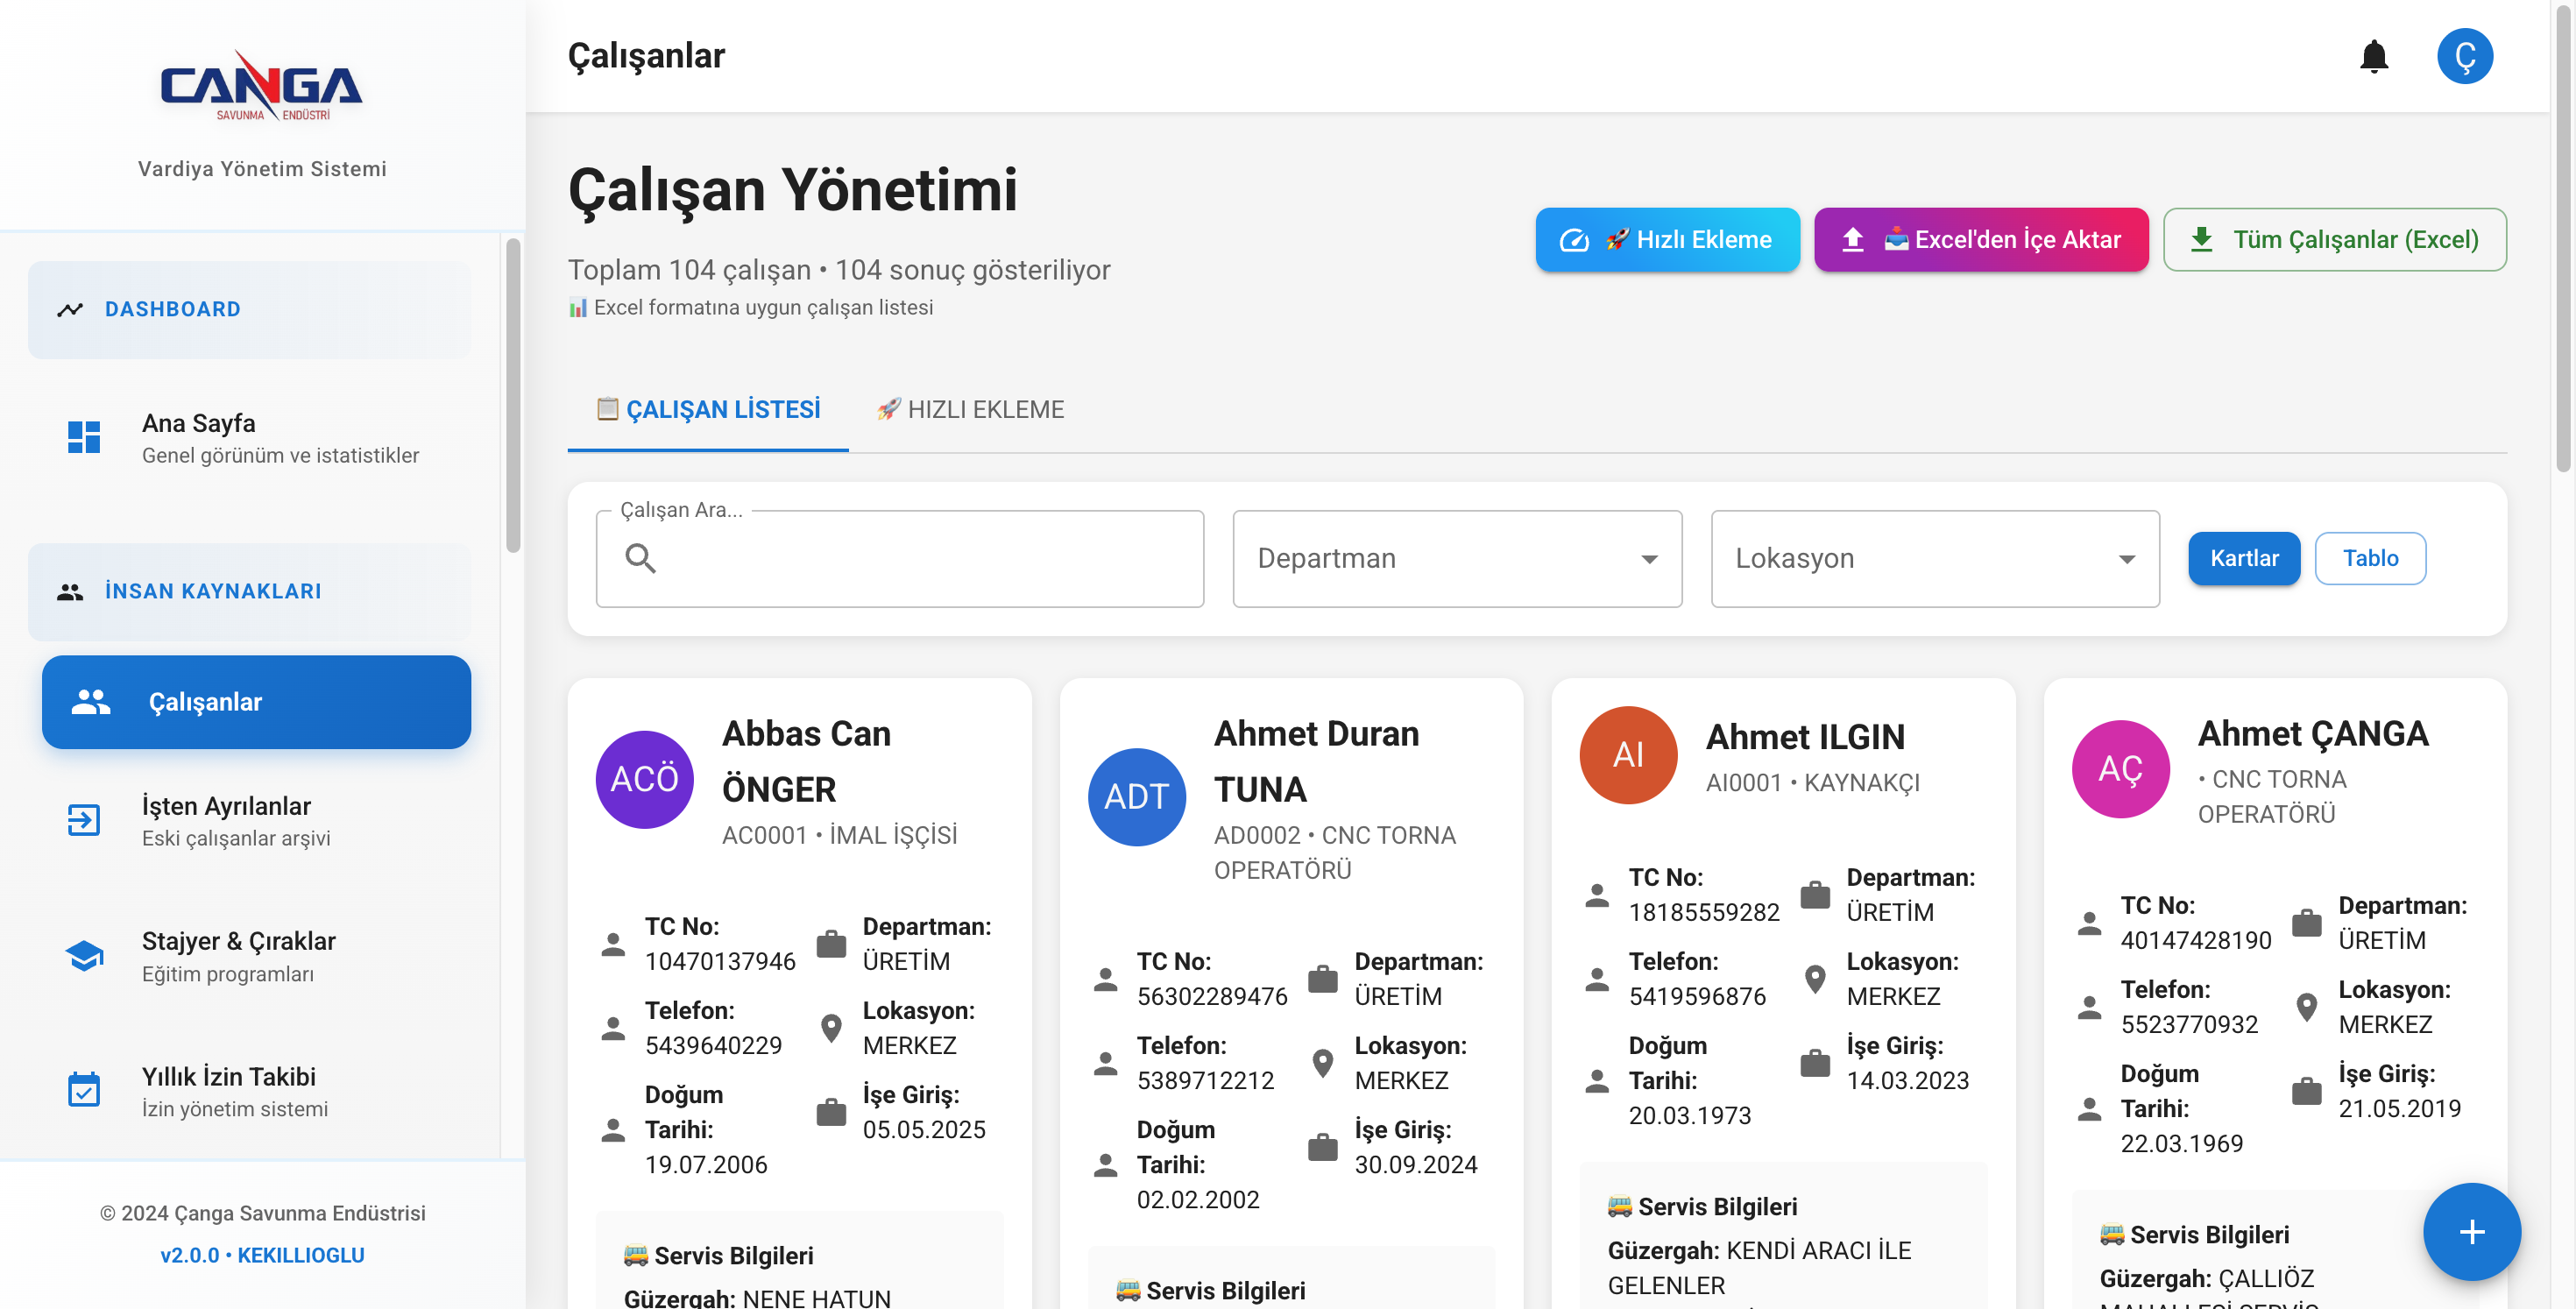 CANGA
SAVUNMA ENDÜSTRİ
Vardiya Yönetim Sistemi
DASHBOARD
Ana Sayfa
Genel görünüm ve istatistikler
İNSAN KAYNAKLARI
Çalışanlar
İşten Ayrılanlar
Eski çalışanlar arşivi
Stajyer & Çıraklar
Eğitim programları
Yıllık İzin Takibi
İzin yönetim sistemi
© 2024 Çanga Savunma Endüstrisi
v2.0.0 • KEKILLIOGLU
Çalışanlar
Ç
Çalışan Yönetimi
Toplam 104 çalışan • 104 sonuç gösteriliyor
📊 Excel formatına uygun çalışan listesi
🚀 Hızlı Ekleme
📥 Excel'den İçe Aktar
Tüm Çalışanlar (Excel)
📋 ÇALIŞAN LİSTESİ
🚀 HIZLI EKLEME
Çalışan Ara...
Departman
Lokasyon
Kartlar
Tablo
ACÖ
Abbas Can
ÖNGER
AC0001 • İMAL İŞÇİSİ
TC No:
10470137946
Departman:
ÜRETİM
Telefon:
5439640229
Lokasyon:
MERKEZ
Doğum
Tarihi:
19.07.2006
İşe Giriş:
05.05.2025
🚌 Servis Bilgileri
Güzergah: NENE HATUN
ADT
Ahmet Duran
TUNA
AD0002 • CNC TORNA
OPERATÖRÜ
TC No:
56302289476
Departman:
ÜRETİM
Telefon:
5389712212
Lokasyon:
MERKEZ
Doğum
Tarihi:
02.02.2002
İşe Giriş:
30.09.2024
🚌 Servis Bilgileri
AI
Ahmet ILGIN
AI0001 • KAYNAKÇI
TC No:
18185559282
Departman:
ÜRETİM
Telefon:
5419596876
Lokasyon:
MERKEZ
Doğum
Tarihi:
20.03.1973
İşe Giriş:
14.03.2023
🚌 Servis Bilgileri
Güzergah: KENDİ ARACI İLE
GELENLER
AÇ
Ahmet ÇANGA
• CNC TORNA
OPERATÖRÜ
TC No:
40147428190
Departman:
ÜRETİM
Telefon:
5523770932
Lokasyon:
MERKEZ
Doğum
Tarihi:
22.03.1969
İşe Giriş:
21.05.2019
🚌 Servis Bilgileri
Güzergah: ÇALLIÖZ
MAHALLESİ SERVİS